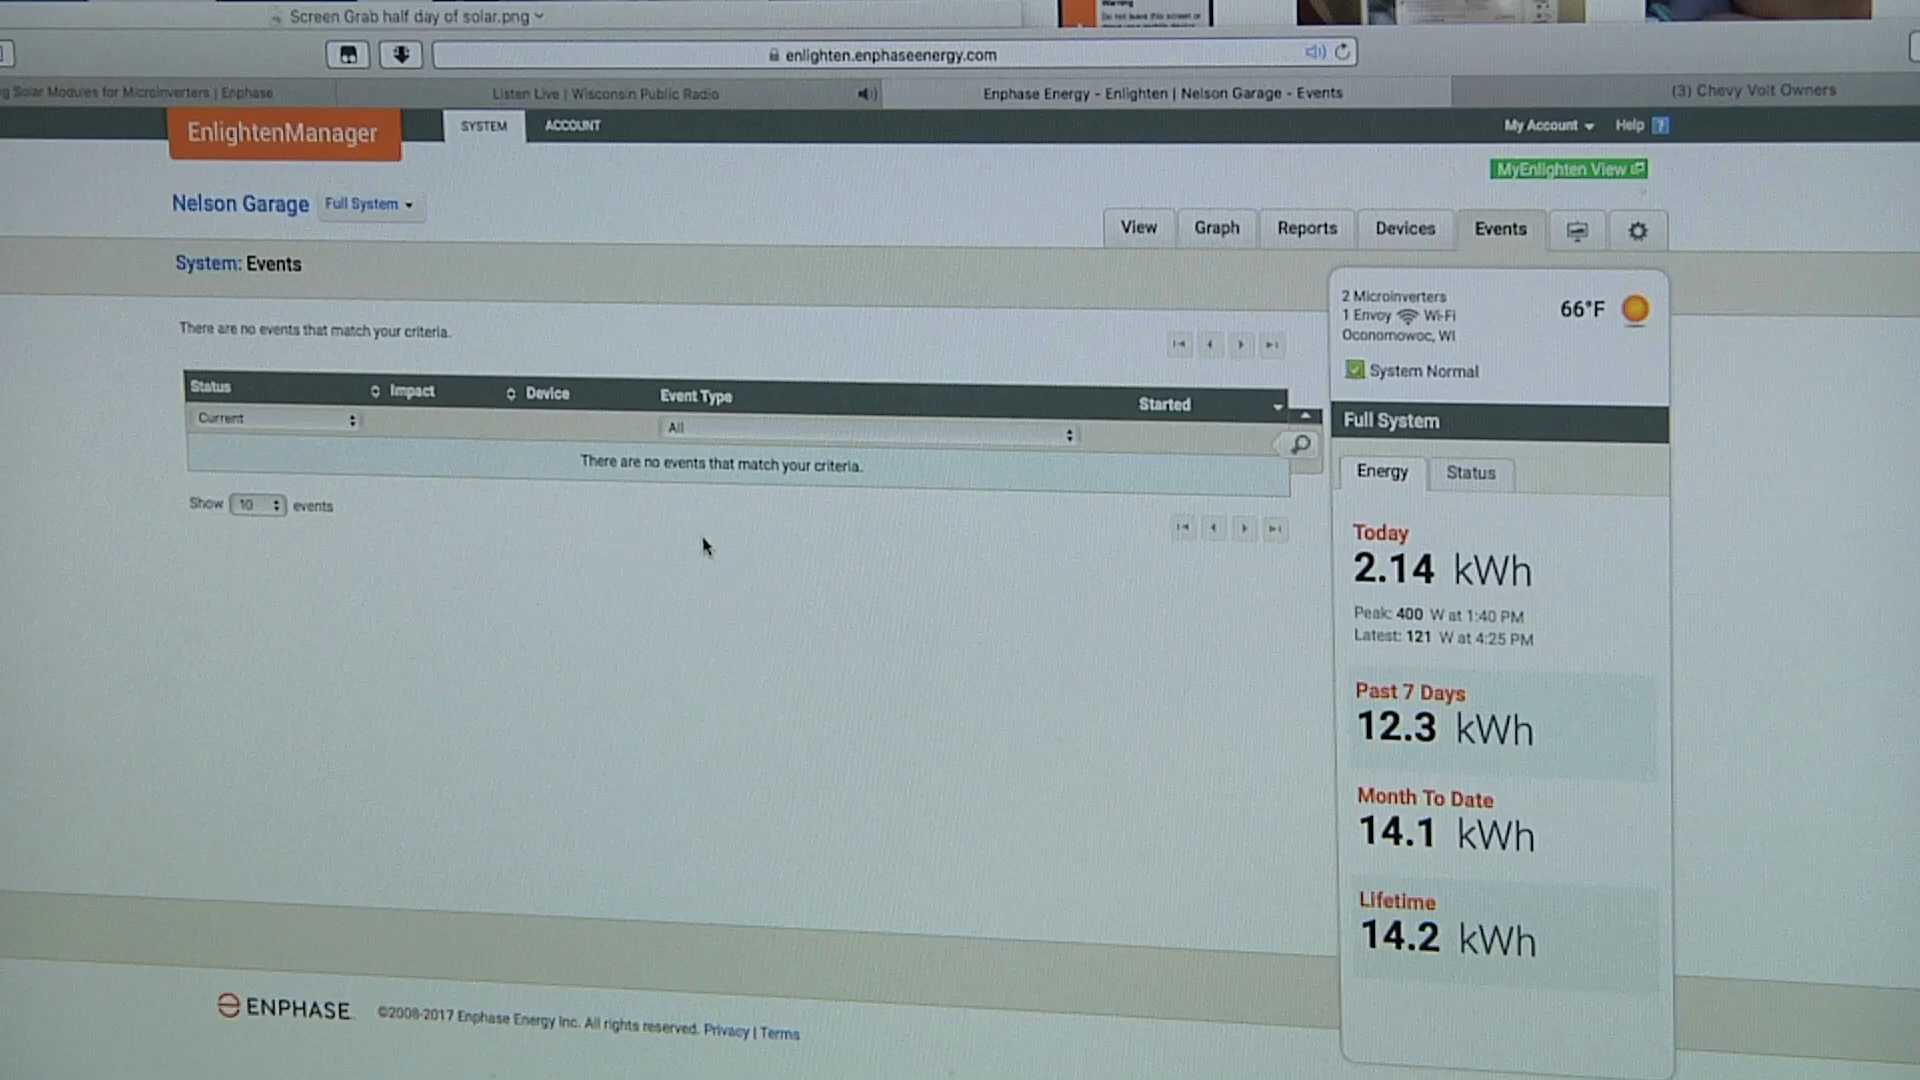 Screen Grab half day of solar.png
Warning
Do not leave this screen or
enlighten.enphaseenergy.com
g Solar Modules for Microinverters | Enphase
Listen Live | Wisconsin Public Radio
Enphase Energy - Enlighten | Nelson Garage - Events
(3) Chevy Volt Owners
EnlightenManager
SYSTEM
ACCOUNT
My Account
Help ?
MyEnlighten View
Nelson Garage
Full System
View
Graph
Reports
Devices
Events
System: Events
2 Microinverters
1 Envoy Wi-Fi
Oconomowoc, WI
66°F
System Normal
There are no events that match your criteria.
Status
Impact
Device
Event Type
Started
Current
All
There are no events that match your criteria.
Show 10 events
Full System
Energy
Status
Today
2.14 kWh
Peak: 400 W at 1:40 PM
Latest: 121 W at 4:25 PM
Past 7 Days
12.3 kWh
Month To Date
14.1 kWh
Lifetime
14.2 kWh
ENPHASE
©2008-2017 Enphase Energy Inc. All rights reserved. Privacy | Terms